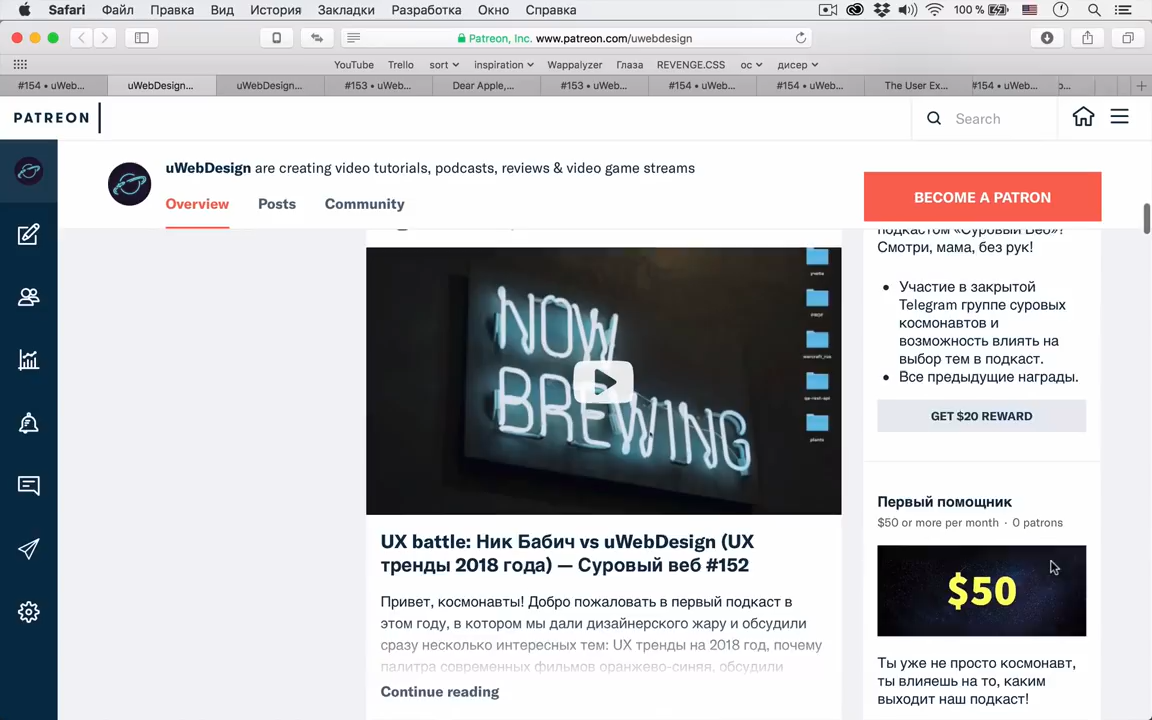 Safari Файл Правка Вид История Закладки Разработка Окно Справка 100 %
Patreon, Inc. www.patreon.com/uwebdesign
YouTube Trello sort inspiration Wappalyzer Глаза REVENGE.CSS ос дисер
#154 • uWeb... uWebDesign... uWebDesign... #153 • uWeb... Dear Apple,... #153 • uWeb... #154 • uWeb... #154 • uWeb... The User Ex... #154 • uWeb...
PATREON
Search
uWebDesign are creating video tutorials, podcasts, reviews & video game streams
Overview Posts Community
BECOME A PATRON
NOW
BREWING
UX battle: Ник Бабич vs uWebDesign (UX
тренды 2018 года) — Суровый веб #152
Привет, космонавты! Добро пожаловать в первый подкаст в
этом году, в котором мы дали дизайнерского жару и обсудили
сразу несколько интересных тем: UX тренды на 2018 год, почему
палитра современных фильмов оранжево-синяя, обсудили
Continue reading
подкастом «Суровый Веб»?
Смотри, мама, без рук!
Участие в закрытой
Telegram группе суровых
космонавтов и
возможность влиять на
выбор тем в подкаст.
Все предыдущие награды.
GET $20 REWARD
Первый помощник
$50 or more per month · 0 patrons
$50
Ты уже не просто космонавт,
ты влияешь на то, каким
выходит наш подкаст!